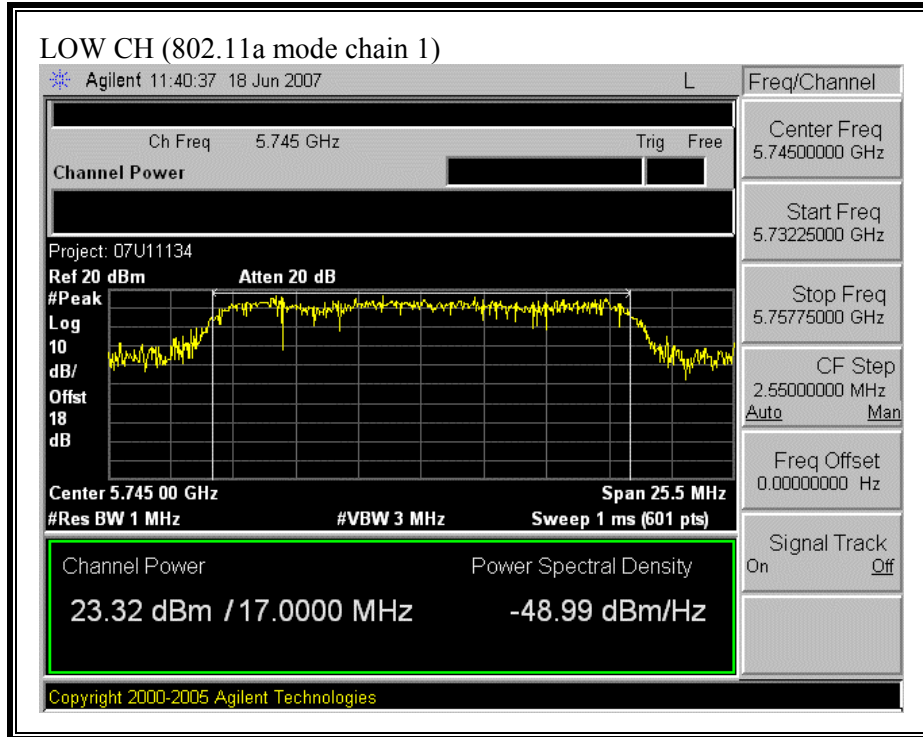 LOW CH (802.11a mode chain 1)
Agilent 11:40:37 18 Jun 2007 L
Freq/Channel
Ch Freq 5.745 GHz Trig Free
Channel Power
Center Freq
5.74500000 GHz
Start Freq
5.73225000 GHz
Stop Freq
5.75775000 GHz
CF Step
2.55000000 MHz
Auto Man
Freq Offset
0.00000000 Hz
Signal Track
On Off
Project: 07U11134
Ref 20 dBm Atten 20 dB
#Peak
Log
10
dB/
Offst
18
dB
Center 5.745 00 GHz Span 25.5 MHz
#Res BW 1 MHz #VBW 3 MHz Sweep 1 ms (601 pts)
Channel Power Power Spectral Density
23.32 dBm / 17.0000 MHz -48.99 dBm/Hz
Copyright 2000-2005 Agilent Technologies